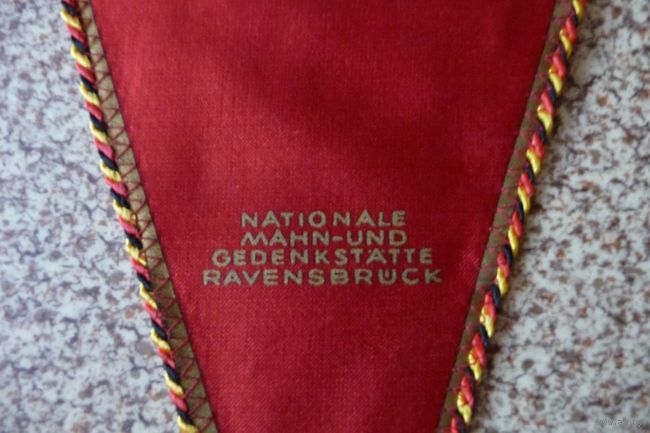 NATIONALE
MAHN-UND
GEDENKSTÄTTE
RAVENSBRÜCK